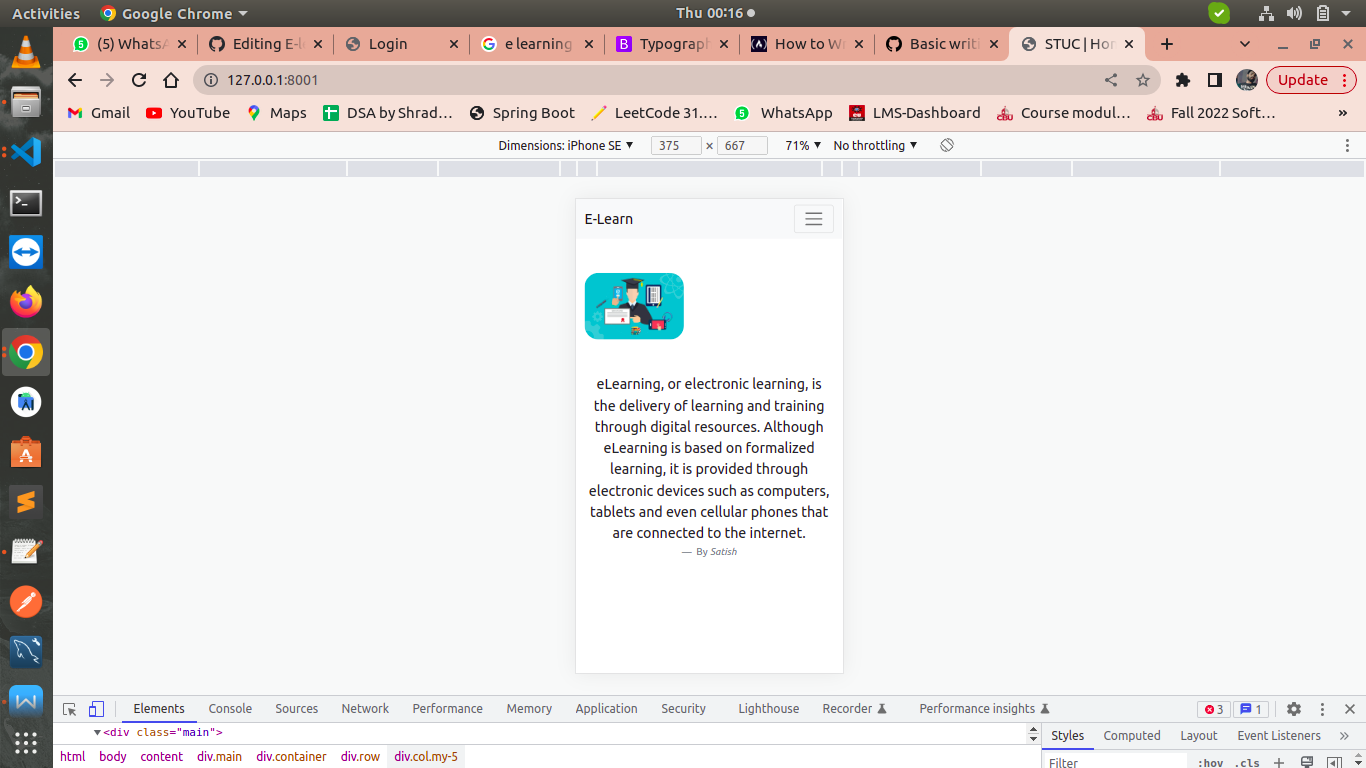 Activities
Google Chrome
Thu 00:16
(5) WhatsA
Editing E-l
Login
e learning
Typograph
How to Wr
Basic writi
STUC | Hor
127.0.0.1:8001
Update
Gmail
YouTube
Maps
DSA by Shrad…
Spring Boot
LeetCode 31.…
WhatsApp
LMS-Dashboard
Course modul…
Fall 2022 Soft…
»
Dimensions: iPhone SE
375 × 667
71%
No throttling
E-Learn
eLearning, or electronic learning, is
the delivery of learning and training
through digital resources. Although
eLearning is based on formalized
learning, it is provided through
electronic devices such as computers,
tablets and even cellular phones that
are connected to the internet.
— By Satish
Elements
Console
Sources
Network
Performance
Memory
Application
Security
Lighthouse
Recorder
Performance insights
3
1
<div class="main">
Styles
Computed
Layout
Event Listeners
»
html body content div.main div.container div.row div.col.my-5
Filter
:hov .cls +